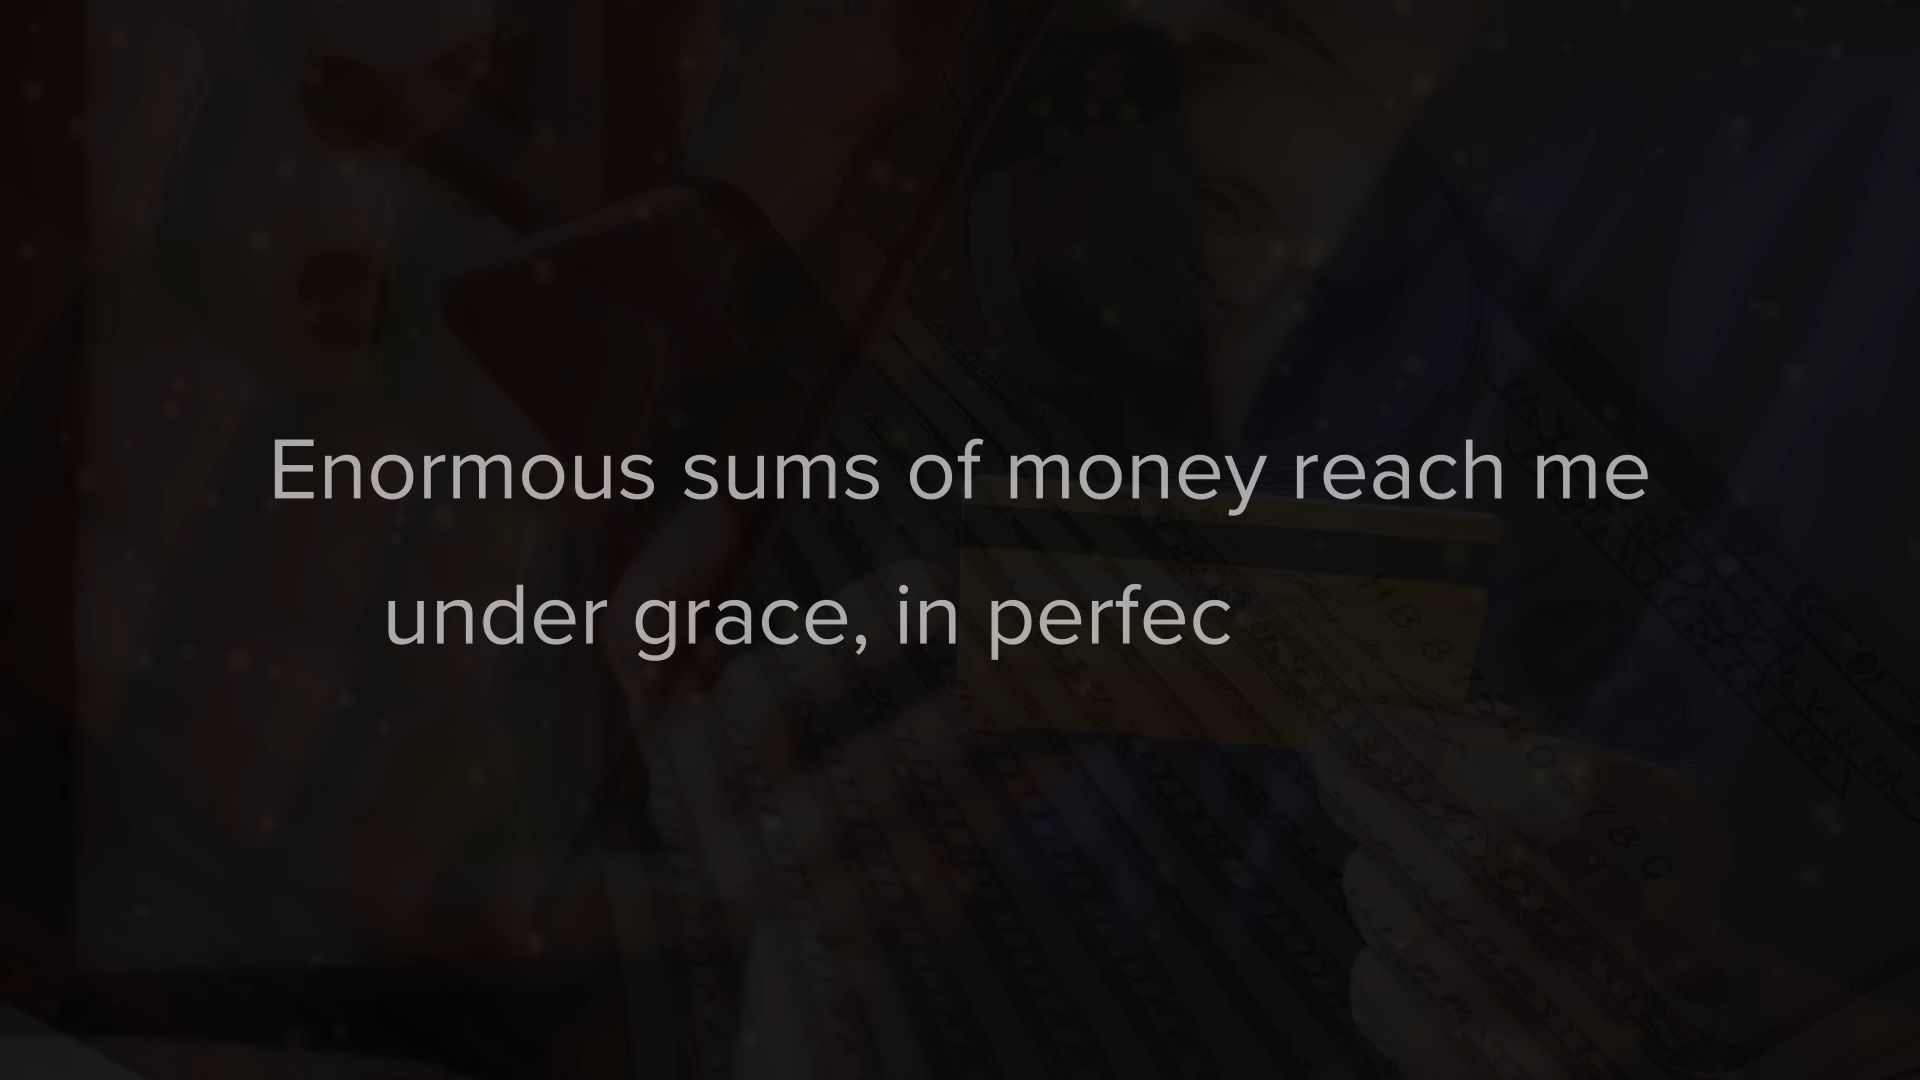 Enormous sums of money reach me
under grace, in perfec